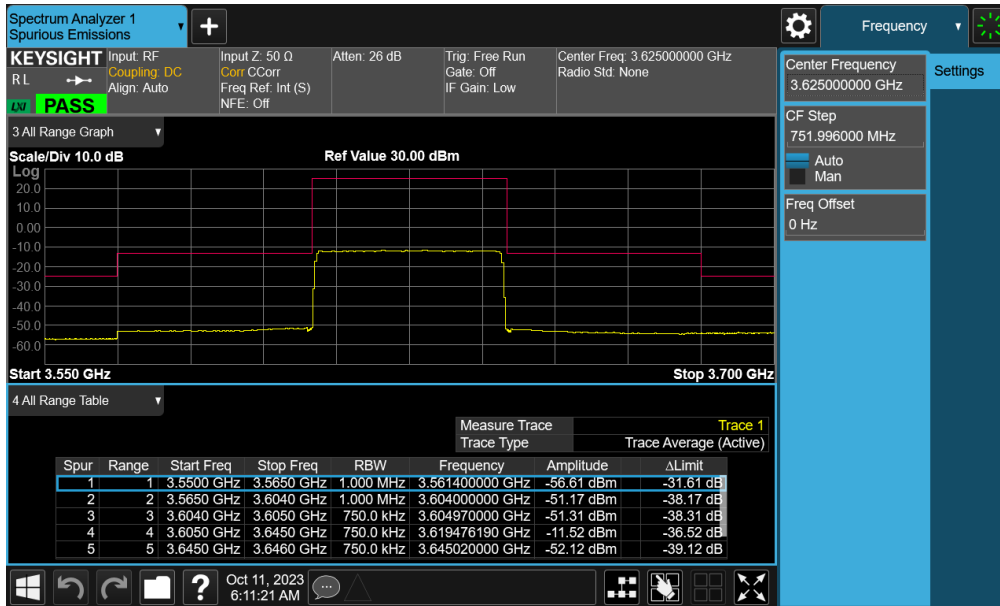 Spectrum Analyzer 1
Spurious Emissions
Frequency
KEYSIGHT
RL
LXI
PASS
Input: RF
Coupling: DC
Align: Auto
Input Z: 50 Ω
Corr CCorr
Freq Ref: Int (S)
NFE: Off
Atten: 26 dB
Trig: Free Run
Gate: Off
IF Gain: Low
Center Freq: 3.625000000 GHz
Radio Std: None
Center Frequency
3.625000000 GHz
Settings
CF Step
751.996000 MHz
Auto
Man
Freq Offset
0 Hz
3 All Range Graph
Scale/Div 10.0 dB
Ref Value 30.00 dBm
Log
20.0
10.0
0.00
-10.0
-20.0
-30.0
-40.0
-50.0
-60.0
Start 3.550 GHz
Stop 3.700 GHz
4 All Range Table
Measure Trace Trace 1
Trace Type Trace Average (Active)
Spur Range Start Freq Stop Freq RBW Frequency Amplitude ΔLimit
1 1 3.5500 GHz 3.5650 GHz 1.000 MHz 3.561400000 GHz -56.61 dBm -31.61 dB
2 2 3.5650 GHz 3.6040 GHz 1.000 MHz 3.604000000 GHz -51.17 dBm -38.17 dB
3 3 3.6040 GHz 3.6050 GHz 750.0 kHz 3.604970000 GHz -51.31 dBm -38.31 dB
4 4 3.6050 GHz 3.6450 GHz 750.0 kHz 3.619476190 GHz -11.52 dBm -36.52 dB
5 5 3.6450 GHz 3.6460 GHz 750.0 kHz 3.645020000 GHz -52.12 dBm -39.12 dB
?
Oct 11, 2023
6:11:21 AM